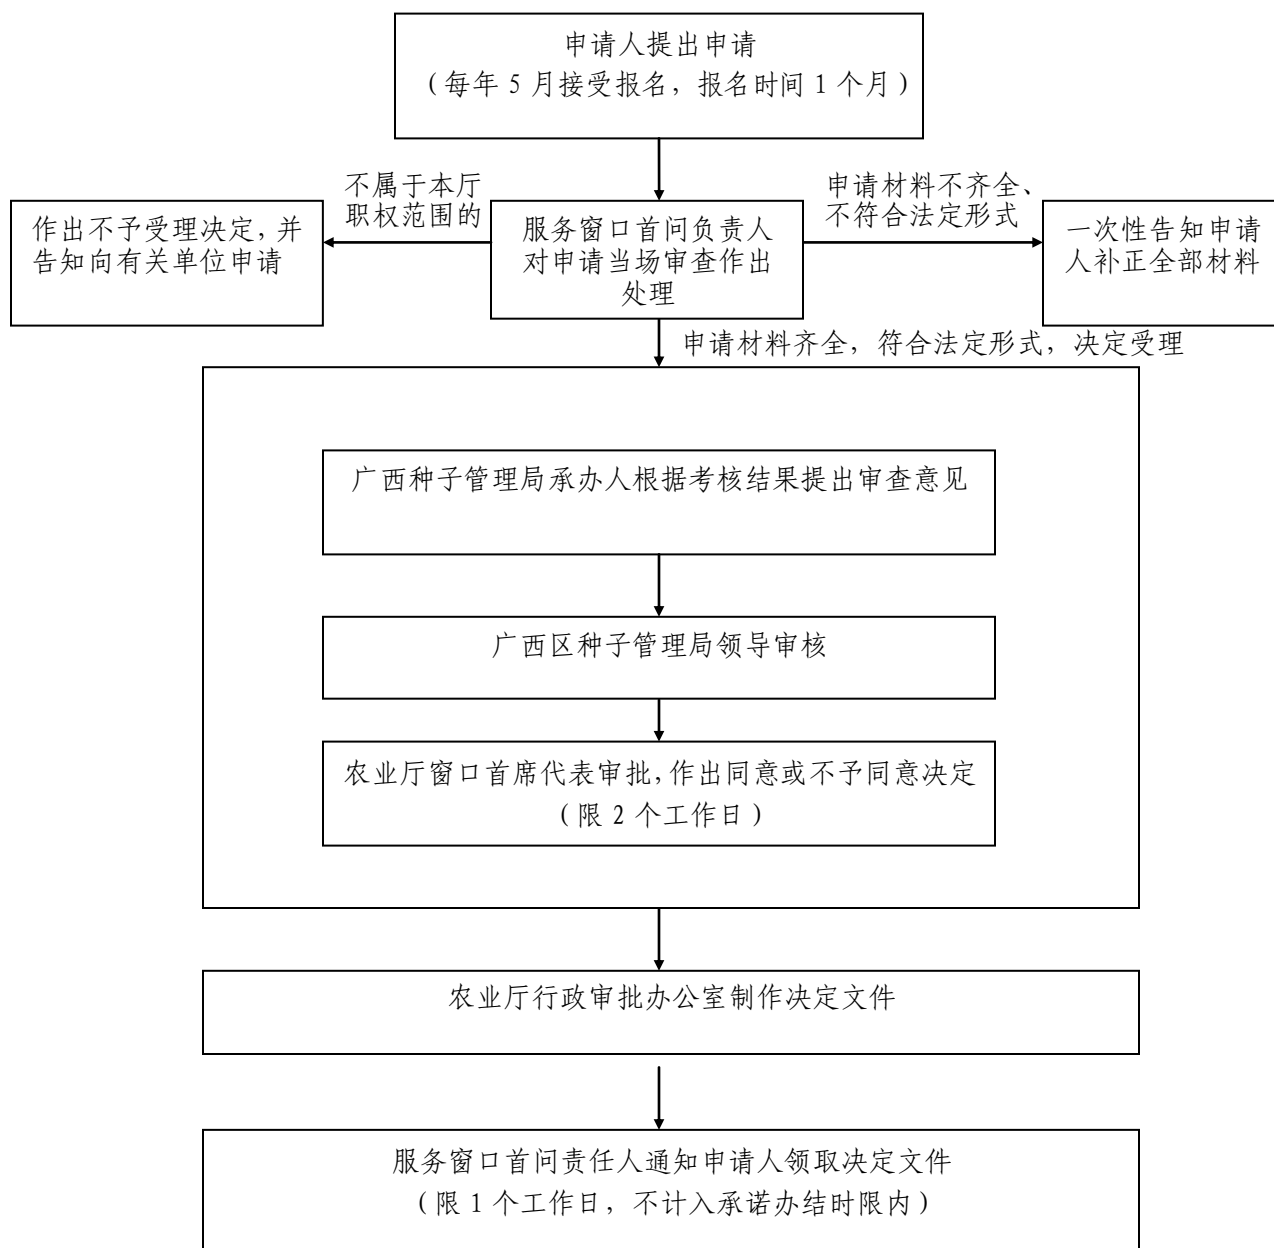 申请人提出申请
（每年 5 月接受报名，报名时间 1 个月）
不属于本厅
职权范围的
申请材料不齐全、
不符合法定形式
作出不予受理决定，并
告知向有关单位申请
服务窗口首问负责人
对申请当场审查作出
处理
一次性告知申请
人补正全部材料
申请材料齐全，符合法定形式，决定受理
广西种子管理局承办人根据考核结果提出审查意见
广西区种子管理局领导审核
农业厅窗口首席代表审批，作出同意或不予同意决定
（限 2 个工作日）
农业厅行政审批办公室制作决定文件
服务窗口首问责任人通知申请人领取决定文件
（限 1 个工作日，不计入承诺办结时限内）